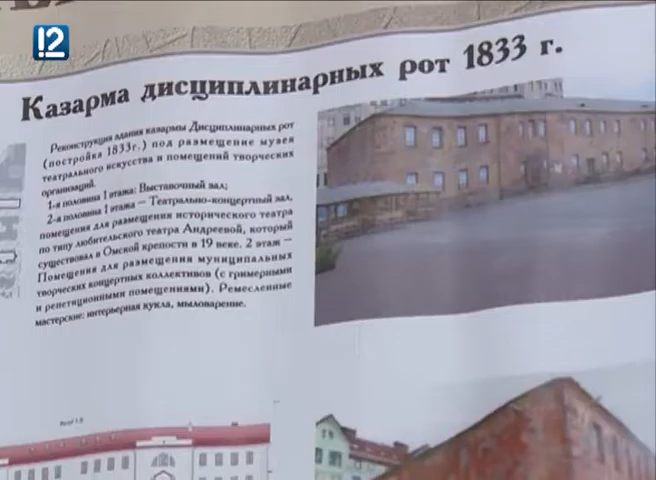 12
Казарма дисциплинарных рот 1833 г.
Реконструкция здания казармы Дисциплинарных рот
(постройка 1833г.) под размещение музея
театрального искусства и помещений творческих
организаций.
1-я половина 1 этажа: Выставочный зал;
2-я половина 1 этажа – Театрально-концертный зал,
помещения для размещения исторического театра
по типу любительского театра Андреевой, который
существовал в Омской крепости в 19 веке. 2 этаж –
Помещения для размещения муниципальных
творческих концертных коллективов (с гримерными
и репетиционными помещениями). Ремесленные
мастерские: интерьерная кукла, мыловарение.